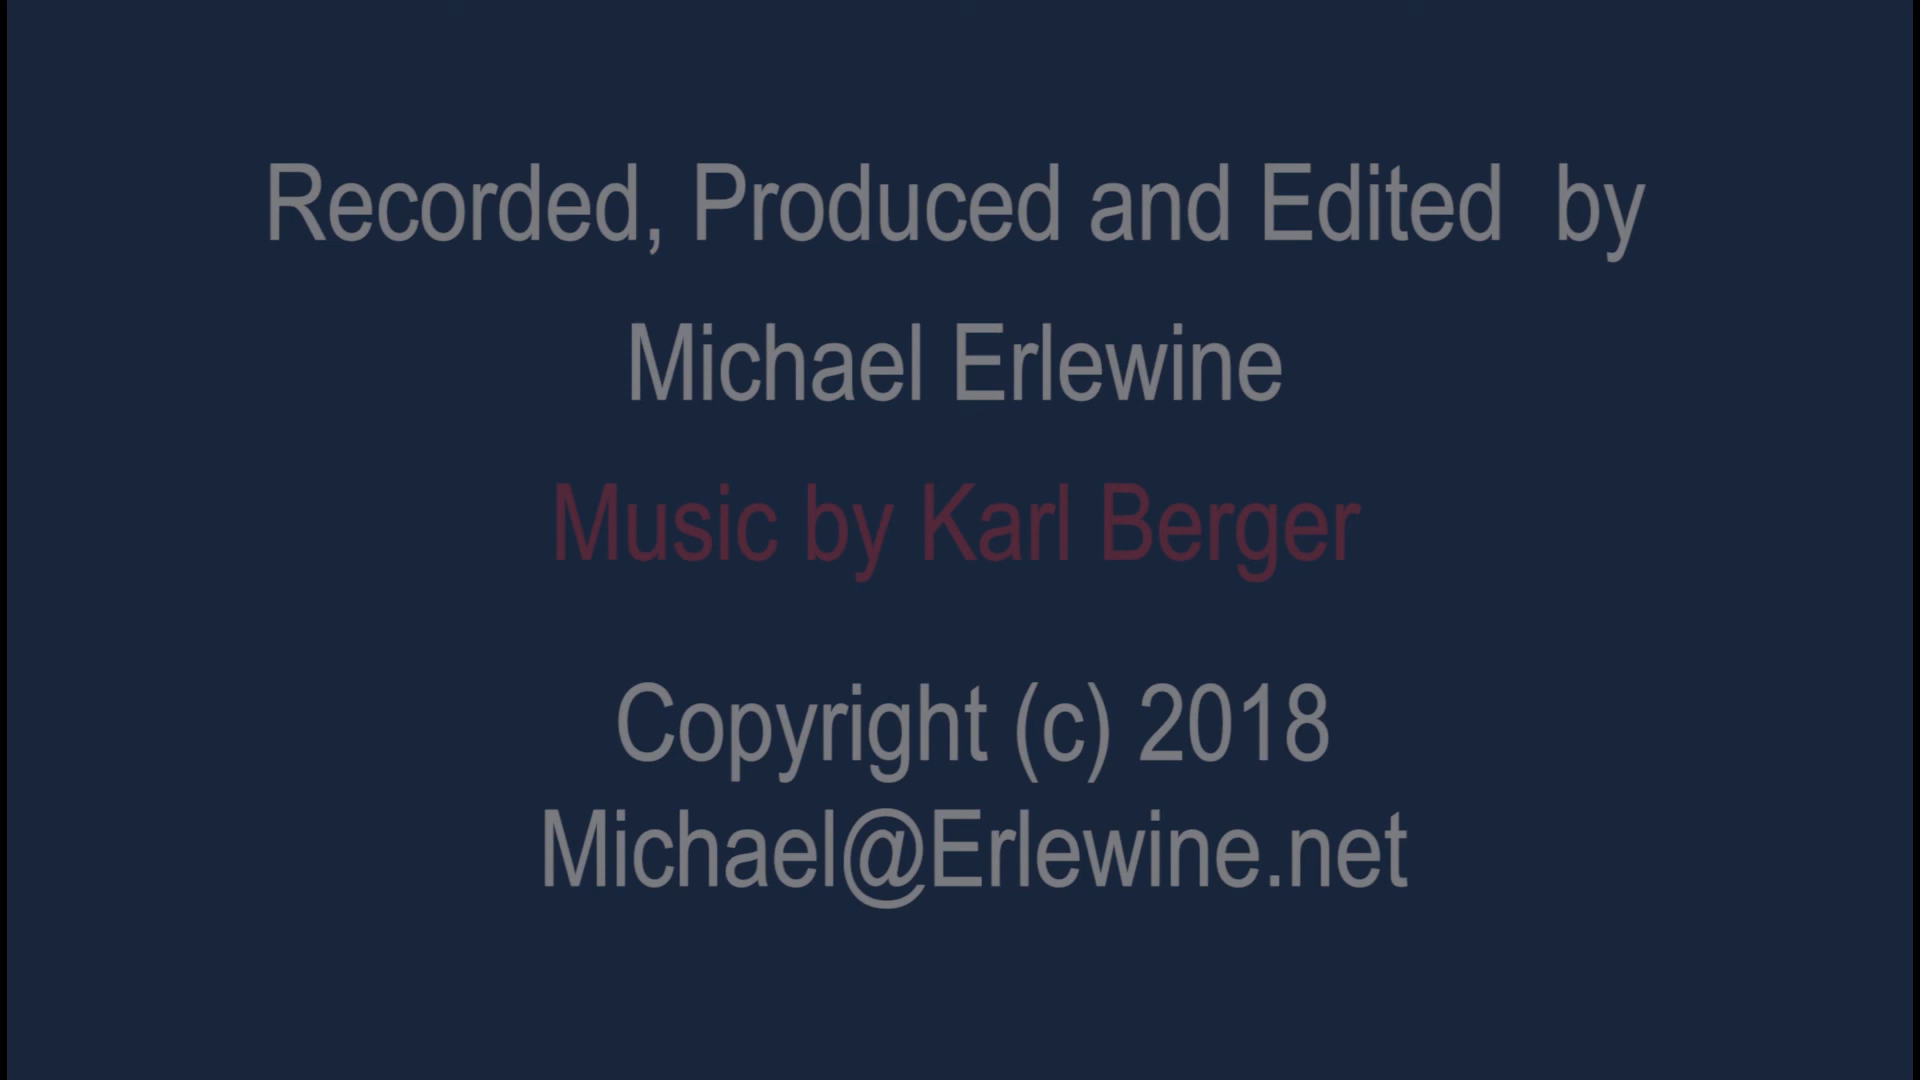 Recorded, Produced and Edited  by
Michael Erlewine
Music by Karl Berger
Copyright (c) 2018
Michael@Erlewine.net